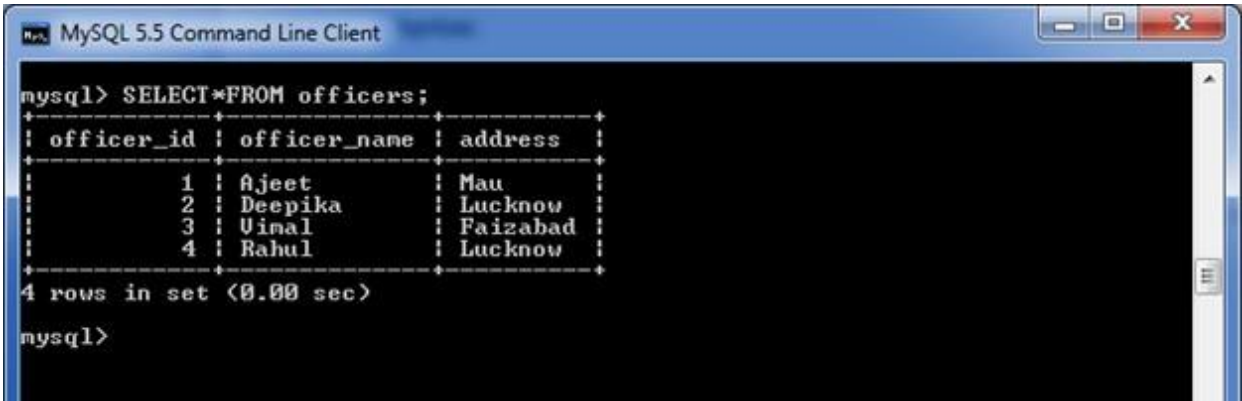 MySQL 5.5 Command Line Client
mysql> SELECT*FROM officers;
+-------------+--------------+----------+
| officer_id | officer_name | address |
+-------------+--------------+----------+
| 1 | Ajeet | Mau |
| 2 | Deepika | Lucknow |
| 3 | Vimal | Faizabad |
| 4 | Rahul | Lucknow |
+-------------+--------------+----------+
4 rows in set (0.00 sec)
mysql>